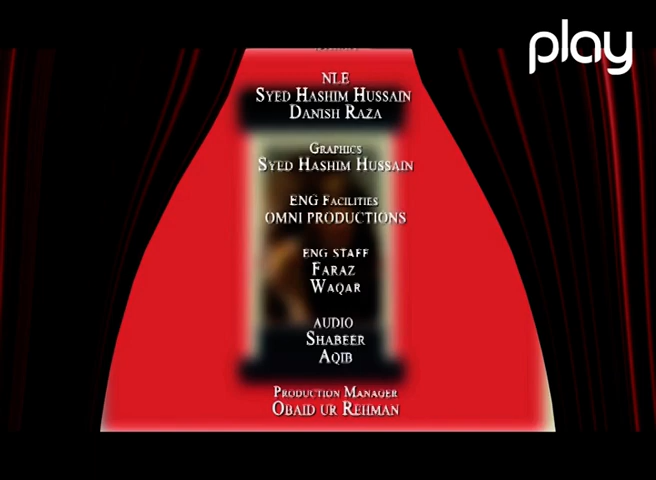 play
NLE
SYED HASHIM HUSSAIN
DANISH RAZA
GRAPHICS
SYED HASHIM HUSSAIN
ENG FACILITIES
OMNI PRODUCTIONS
ENG STAFF
FARAZ
WAQAR
AUDIO
SHABEER
AQIB
PRODUCTION MANAGER
OBAID UR REHMAN